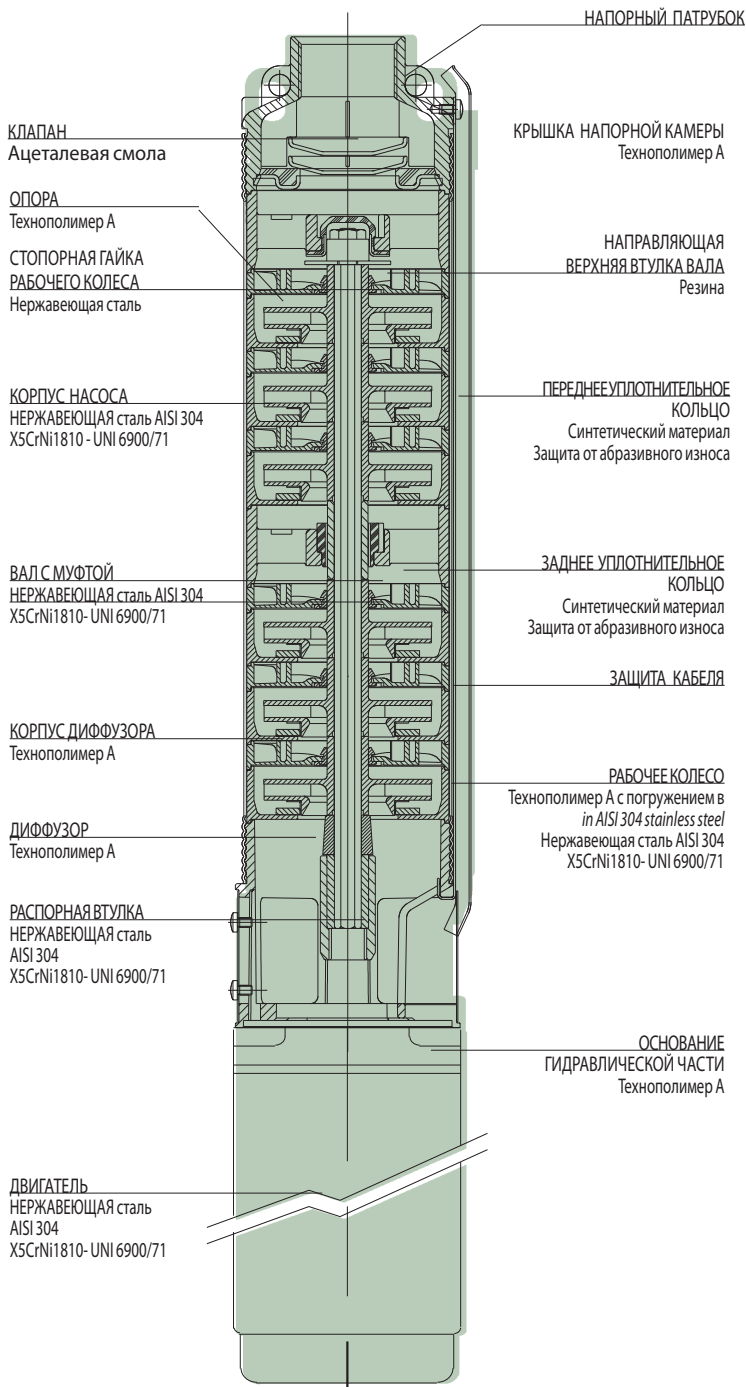 НАПОРНЫЙ ПАТРУБОК
КЛАПАН
Ацеталевая смола
КРЫШКА НАПОРНОЙ КАМЕРЫ
Технополимер А
ОПОРА
Технополимер А
СТОПОРНАЯ ГАЙКА
РАБОЧЕГО КОЛЕСА
Нержавеющая сталь
НАПРАВЛЯЮЩАЯ
ВЕРХНЯЯ ВТУЛКА ВАЛА
Резина
КОРПУС НАСОСА
НЕРЖАВЕЮЩАЯ сталь AISI 304
X5CrNi1810 - UNI 6900/71
ПЕРЕДНЕЕ УПЛОТНИТЕЛЬНОЕ
КОЛЬЦО
Синтетический материал
Защита от абразивного износа
ВАЛ С МУФТОЙ
НЕРЖАВЕЮЩАЯ сталь AISI 304
X5CrNi1810- UNI 6900/71
ЗАДНЕЕ УПЛОТНИТЕЛЬНОЕ
КОЛЬЦО
Синтетический материал
Защита от абразивного износа
ЗАЩИТА КАБЕЛЯ
КОРПУС ДИФФУЗОРА
Технополимер А
РАБОЧЕЕ КОЛЕСО
Технополимер А с погружением в
in AISI 304 stainless steel
Нержавеющая сталь AISI 304
X5CrNi1810- UNI 6900/71
ДИФФУЗОР
Технополимер А
РАСПОРНАЯ ВТУЛКА
НЕРЖАВЕЮЩАЯ сталь
AISI 304
X5CrNi1810- UNI 6900/71
ОСНОВАНИЕ
ГИДРАВЛИЧЕСКОЙ ЧАСТИ
Технополимер А
ДВИГАТЕЛЬ
НЕРЖАВЕЮЩАЯ сталь
AISI 304
X5CrNi1810- UNI 6900/71